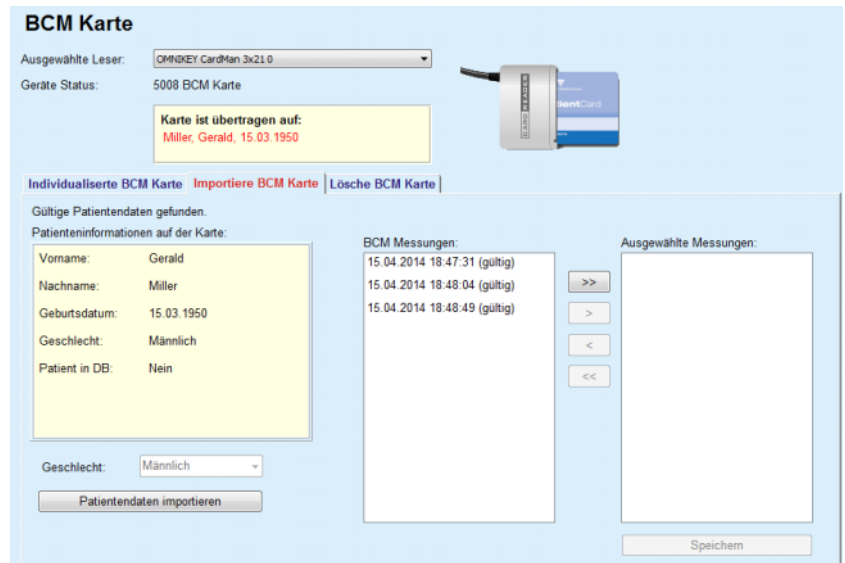 BCM Karte
Ausgewählte Leser:
OMNIKEY CardMan 3x21 0
Geräte Status:
5008 BCM Karte
Karte ist übertragen auf:
Miller, Gerald, 15.03.1950
CARD READER
tientCard
Individualiserte BCM Karte
Importiere BCM Karte
Lösche BCM Karte
Gültige Patientendaten gefunden.
Patienteninformationen auf der Karte:
Vorname: Gerald
Nachname: Miller
Geburtsdatum: 15.03.1950
Geschlecht: Männlich
Patient in DB: Nein
Geschlecht: Männlich
Patientendaten importieren
BCM Messungen:
15.04.2014 18:47:31 (gültig)
15.04.2014 18:48:04 (gültig)
15.04.2014 18:48:49 (gültig)
>>
>
<
<<
Ausgewählte Messungen:
Speichern